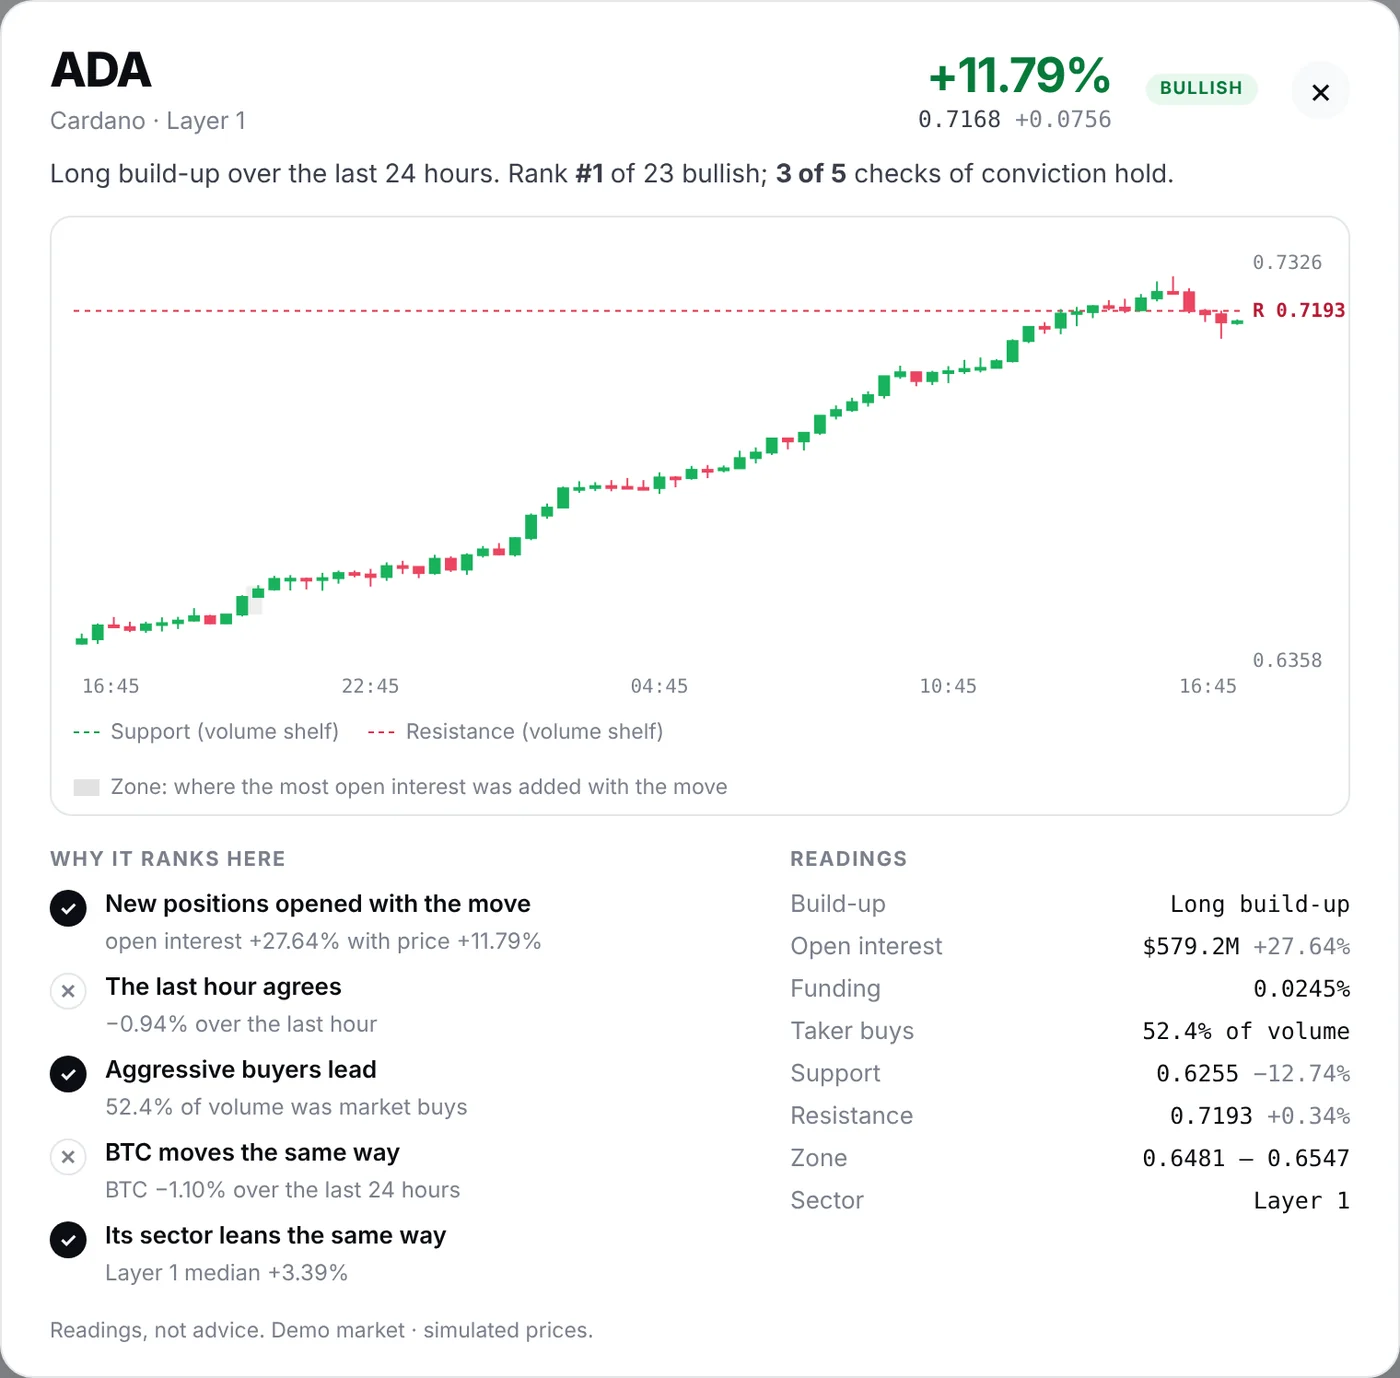 ADA
+11.79%
BULLISH
Cardano · Layer 1
0.7168 +0.0756
Long build-up over the last 24 hours. Rank #1 of 23 bullish; 3 of 5 checks of conviction hold.
0.7326
R 0.7193
0.6358
16:45 22:45 04:45 10:45 16:45
Support (volume shelf) Resistance (volume shelf)
Zone: where the most open interest was added with the move
WHY IT RANKS HERE
New positions opened with the move
open interest +27.64% with price +11.79%
The last hour agrees
−0.94% over the last hour
Aggressive buyers lead
52.4% of volume was market buys
BTC moves the same way
BTC −1.10% over the last 24 hours
Its sector leans the same way
Layer 1 median +3.39%
READINGS
Build-up Long build-up
Open interest $579.2M +27.64%
Funding 0.0245%
Taker buys 52.4% of volume
Support 0.6255 −12.74%
Resistance 0.7193 +0.34%
Zone 0.6481 — 0.6547
Sector Layer 1
Readings, not advice. Demo market · simulated prices.